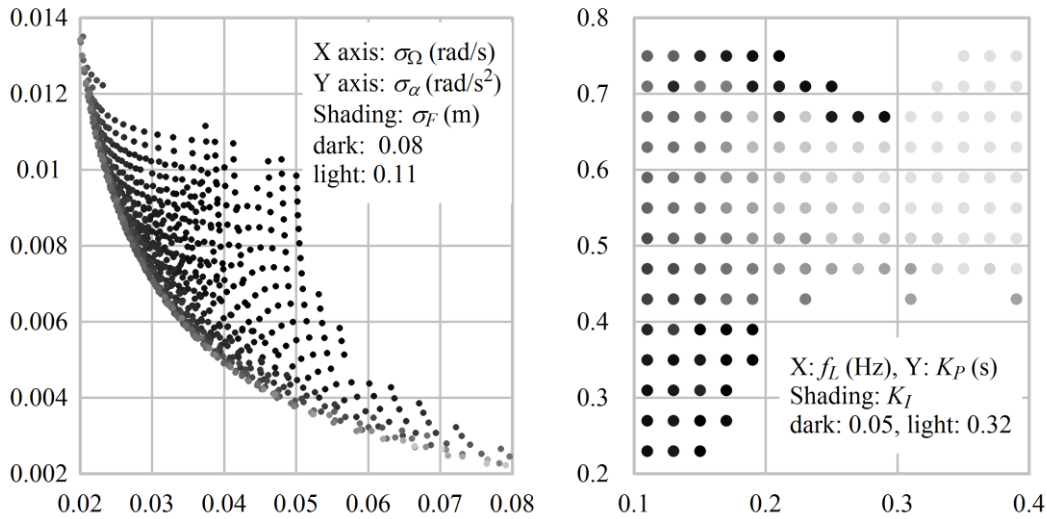 0.014
0.012
0.01
0.008
0.006
0.004
0.002
0.02 0.03 0.04 0.05 0.06 0.07 0.08
X axis: σΩ (rad/s)
Y axis: σα (rad/s²)
Shading: σF (m)
dark: 0.08
light: 0.11
0.8
0.7
0.6
0.5
0.4
0.3
0.2
0.1 0.2 0.3 0.4
X: fL (Hz), Y: KP (s)
Shading: KI
dark: 0.05, light: 0.32